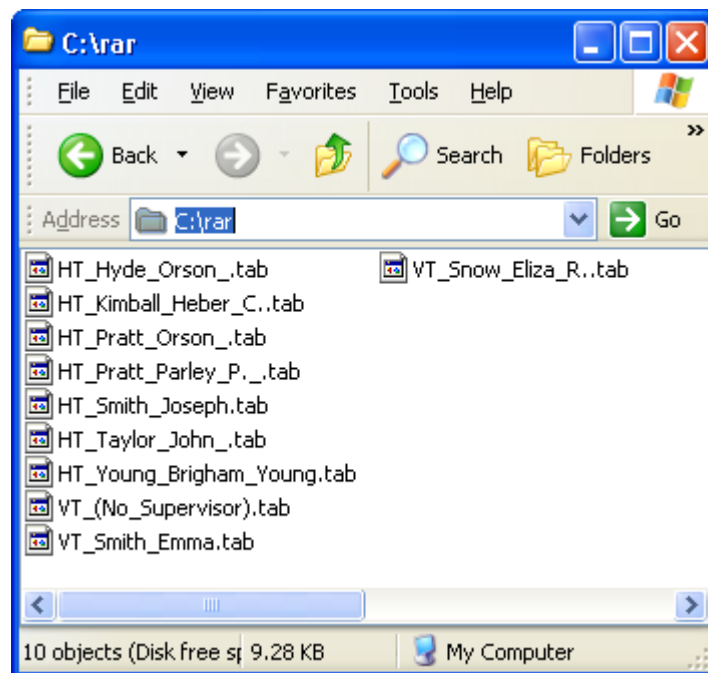 C:\rar
File Edit View Favorites Tools Help
Back Search Folders »
Address C:\rar Go
HT_Hyde_Orson_.tab
HT_Kimball_Heber_C..tab
HT_Pratt_Orson_.tab
HT_Pratt_Parley_P._.tab
HT_Smith_Joseph.tab
HT_Taylor_John_.tab
HT_Young_Brigham_Young.tab
VT_(No_Supervisor).tab
VT_Smith_Emma.tab
VT_Snow_Eliza_R..tab
10 objects (Disk free 9.28 KB My Computer